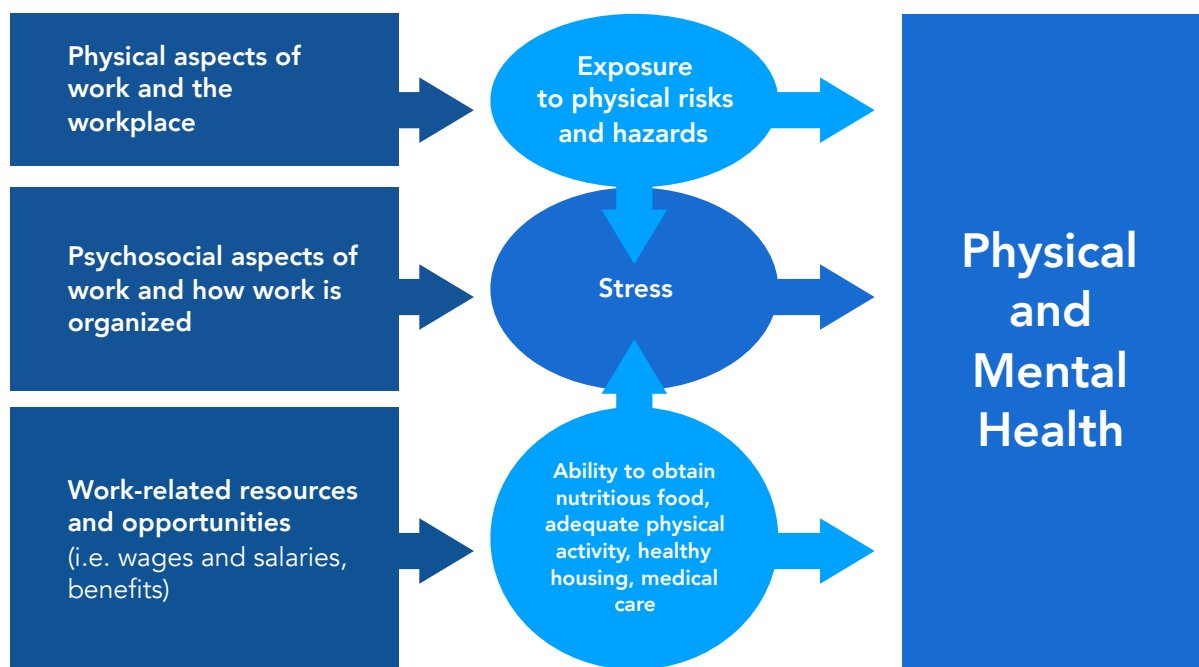 Physical aspects of
work and the
workplace
Exposure
to physical risks
and hazards
Psychosocial aspects of
work and how work is
organized
Stress
Work-related resources
and opportunities
(i.e. wages and salaries,
benefits)
Ability to obtain
nutritious food,
adequate physical
activity, healthy
housing, medical
care
Physical
and
Mental
Health